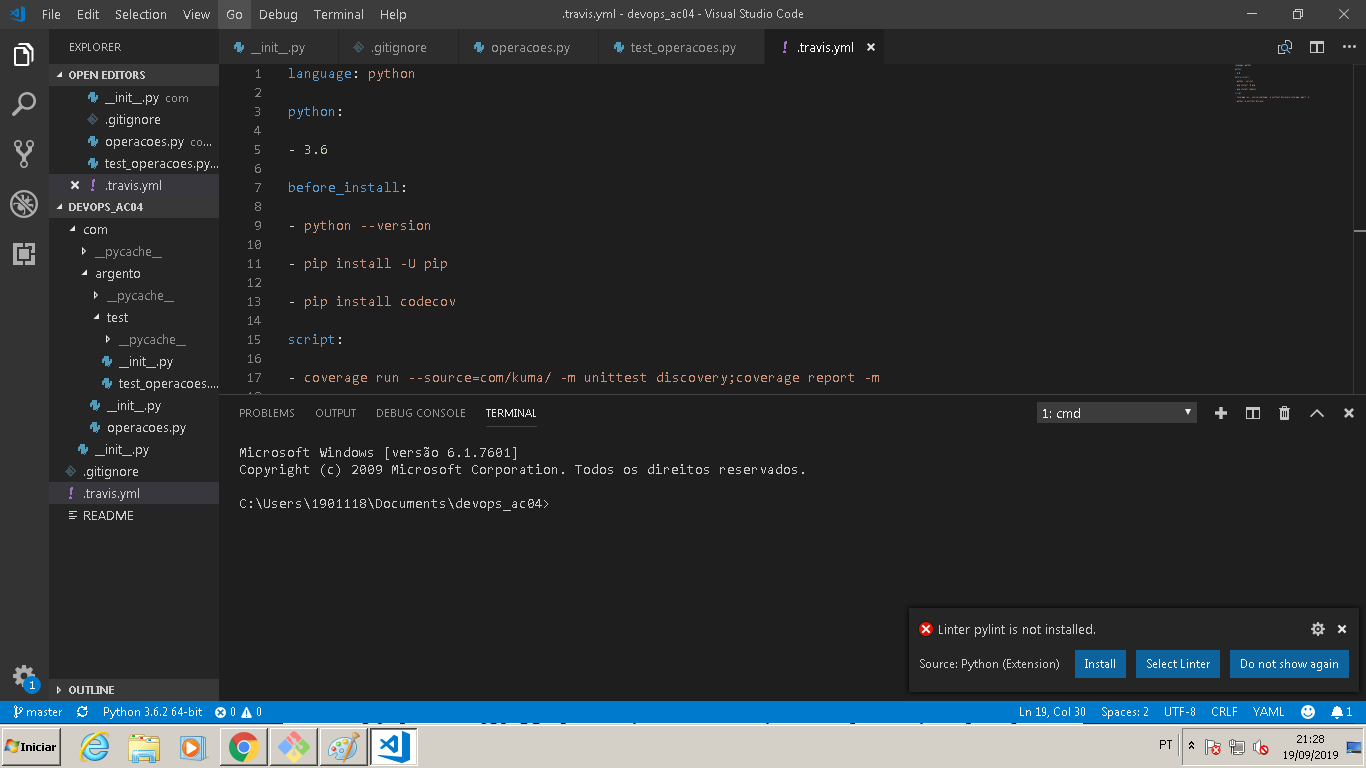 File Edit Selection View Go Debug Terminal Help
.travis.yml - devops_ac04 - Visual Studio Code
EXPLORER
OPEN EDITORS
__init__.py com
.gitignore
operacoes.py co...
test_operacoes.py...
.travis.yml
DEVOPS_AC04
com
__pycache__
argento
__pycache__
test
__pycache__
__init__.py
test_operacoes....
__init__.py
operacoes.py
__init__.py
.gitignore
.travis.yml
README
OUTLINE
__init__.py .gitignore operacoes.py test_operacoes.py .travis.yml
1 language: python
2
3 python:
4
5 - 3.6
6
7 before_install:
8
9 - python --version
10
11 - pip install -U pip
12
13 - pip install codecov
14
15 script:
16
17 - coverage run --source=com/kuma/ -m unittest discovery;coverage report -m
PROBLEMS OUTPUT DEBUG CONSOLE TERMINAL
1: cmd
Microsoft Windows [versão 6.1.7601]
Copyright (c) 2009 Microsoft Corporation. Todos os direitos reservados.
C:\Users\1901118\Documents\devops_ac04>
Linter pylint is not installed.
Source: Python (Extension)
Install
Select Linter
Do not show again
1
master Python 3.6.2 64-bit 0 0
Ln 19, Col 30 Spaces: 2 UTF-8 CRLF YAML 1
Iniciar
PT
21:28
19/09/2019